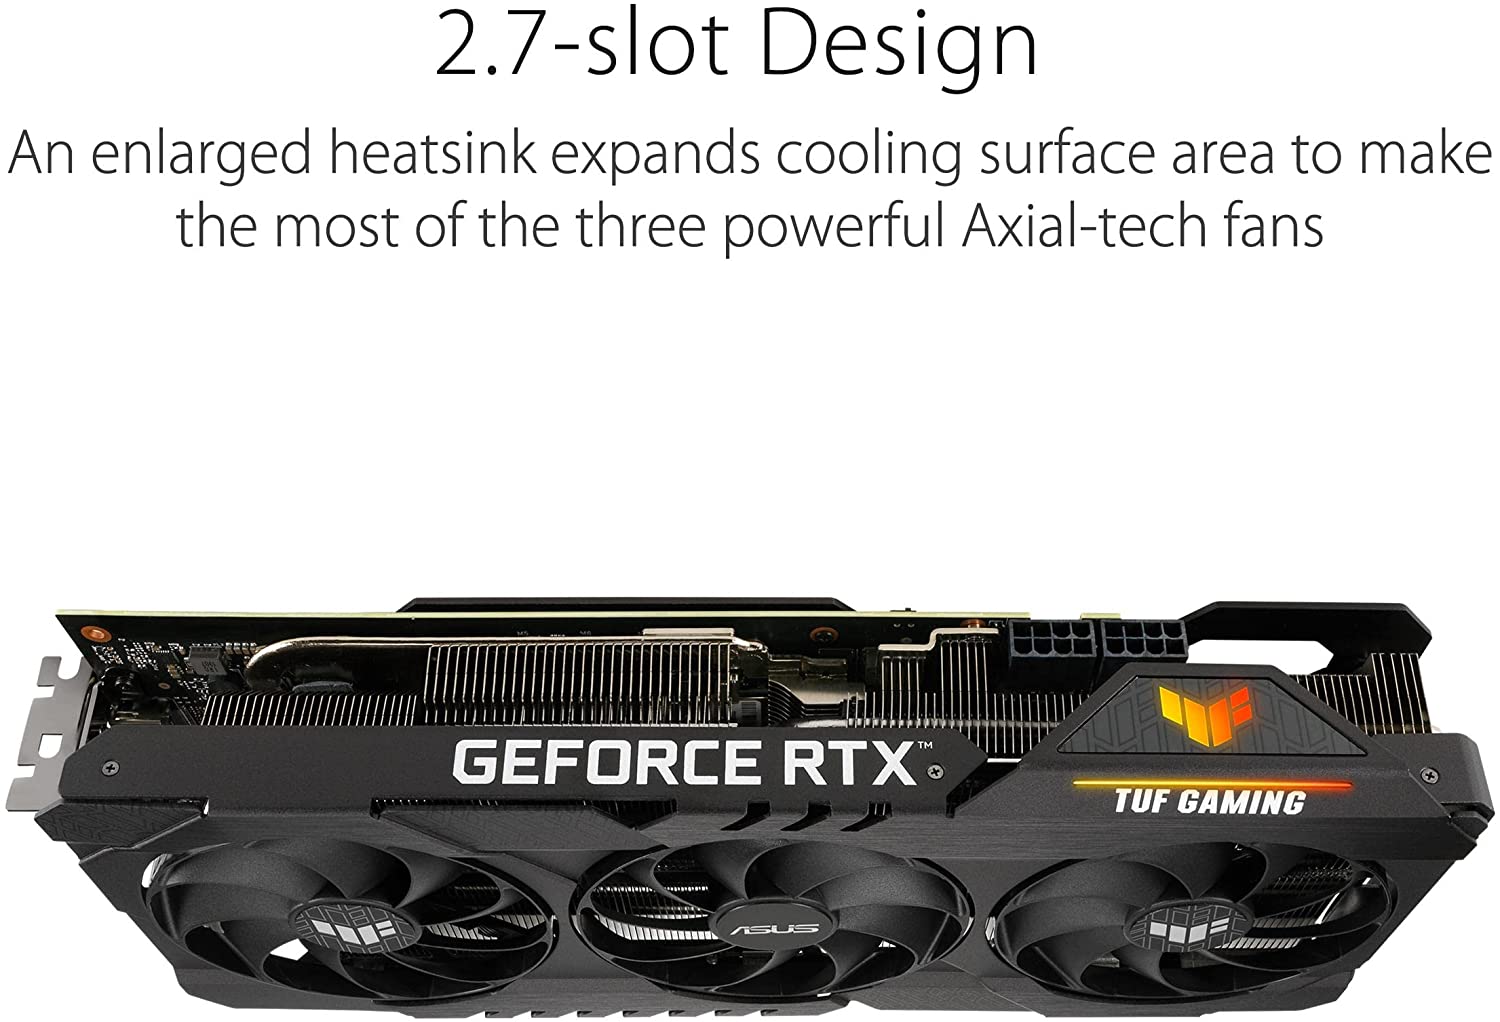 2.7-slot Design
An enlarged heatsink expands cooling surface area to make
the most of the three powerful Axial-tech fans
GEFORCE RTX™
TUF GAMING
ASUS